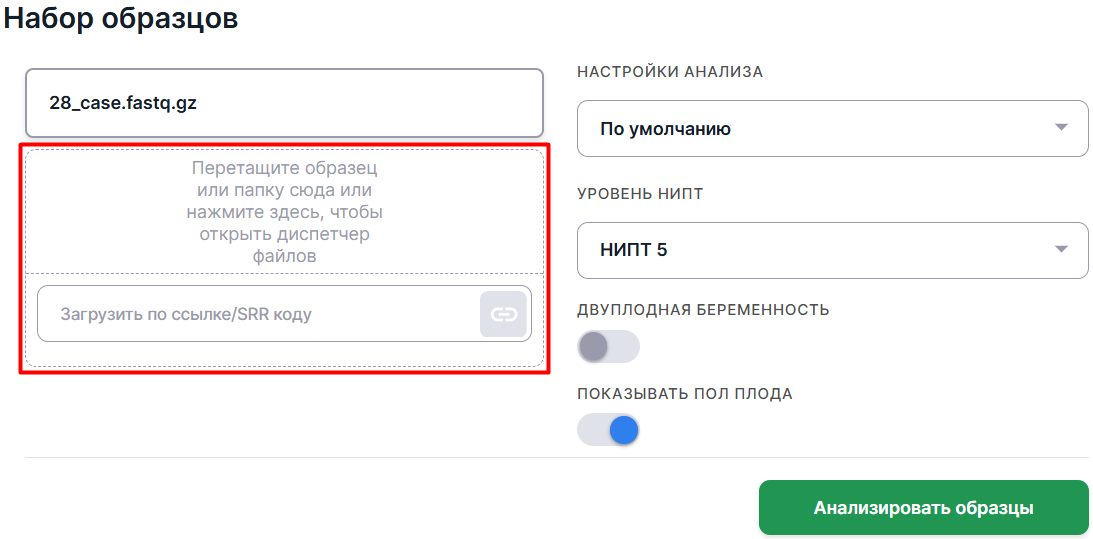 Набор образцов
28_case.fastq.gz
Перетащите образец
или папку сюда или
нажмите здесь, чтобы
открыть диспетчер
файлов
Загрузить по ссылке/SRR коду
НАСТРОЙКИ АНАЛИЗА
По умолчанию
УРОВЕНЬ НИПТ
НИПТ 5
ДВУПЛОДНАЯ БЕРЕМЕННОСТЬ
ПОКАЗЫВАТЬ ПОЛ ПЛОДА
Анализировать образцы